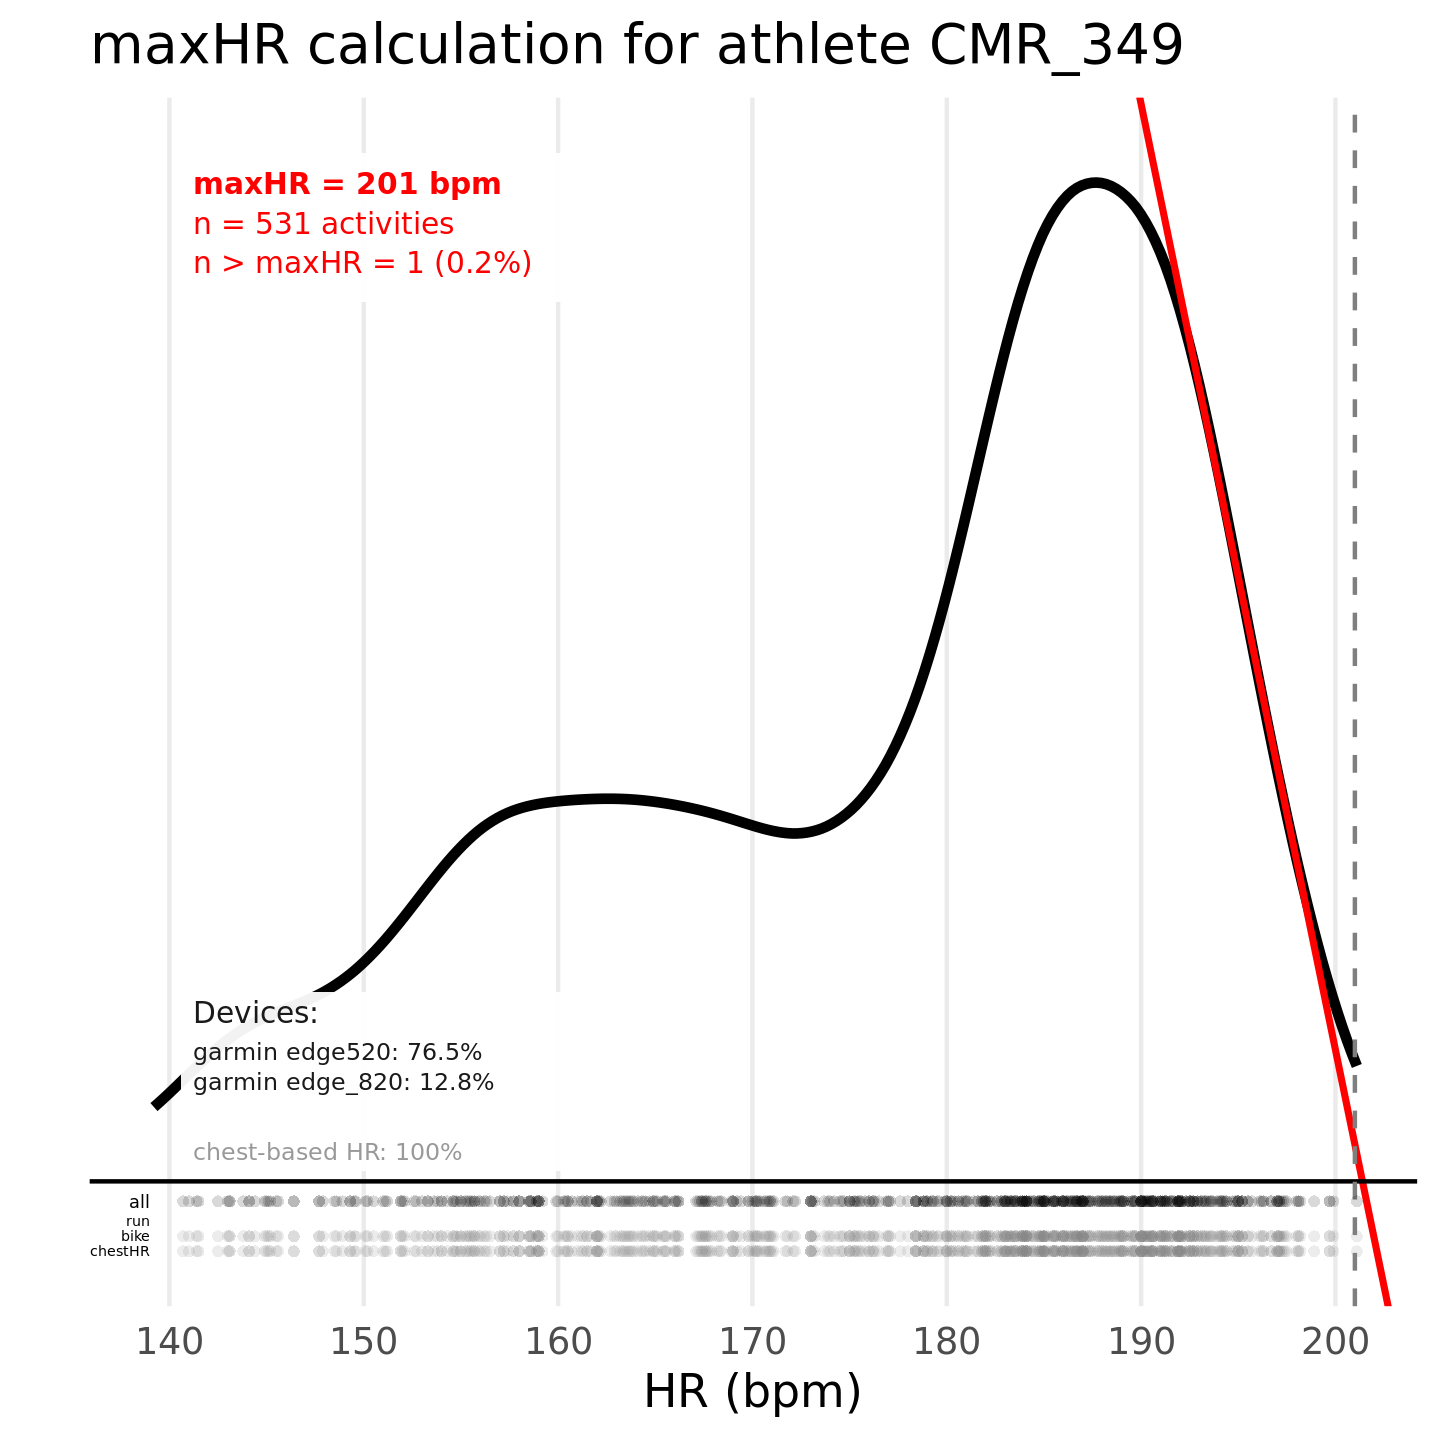 maxHR calculation for athlete CMR_349
maxHR = 201 bpm
n = 531 activities
n > maxHR = 1 (0.2%)
Devices:
garmin edge520: 76.5%
garmin edge_820: 12.8%
chest-based HR: 100%
all
run
bike
chestHR
140 150 160 170 180 190 200
HR (bpm)